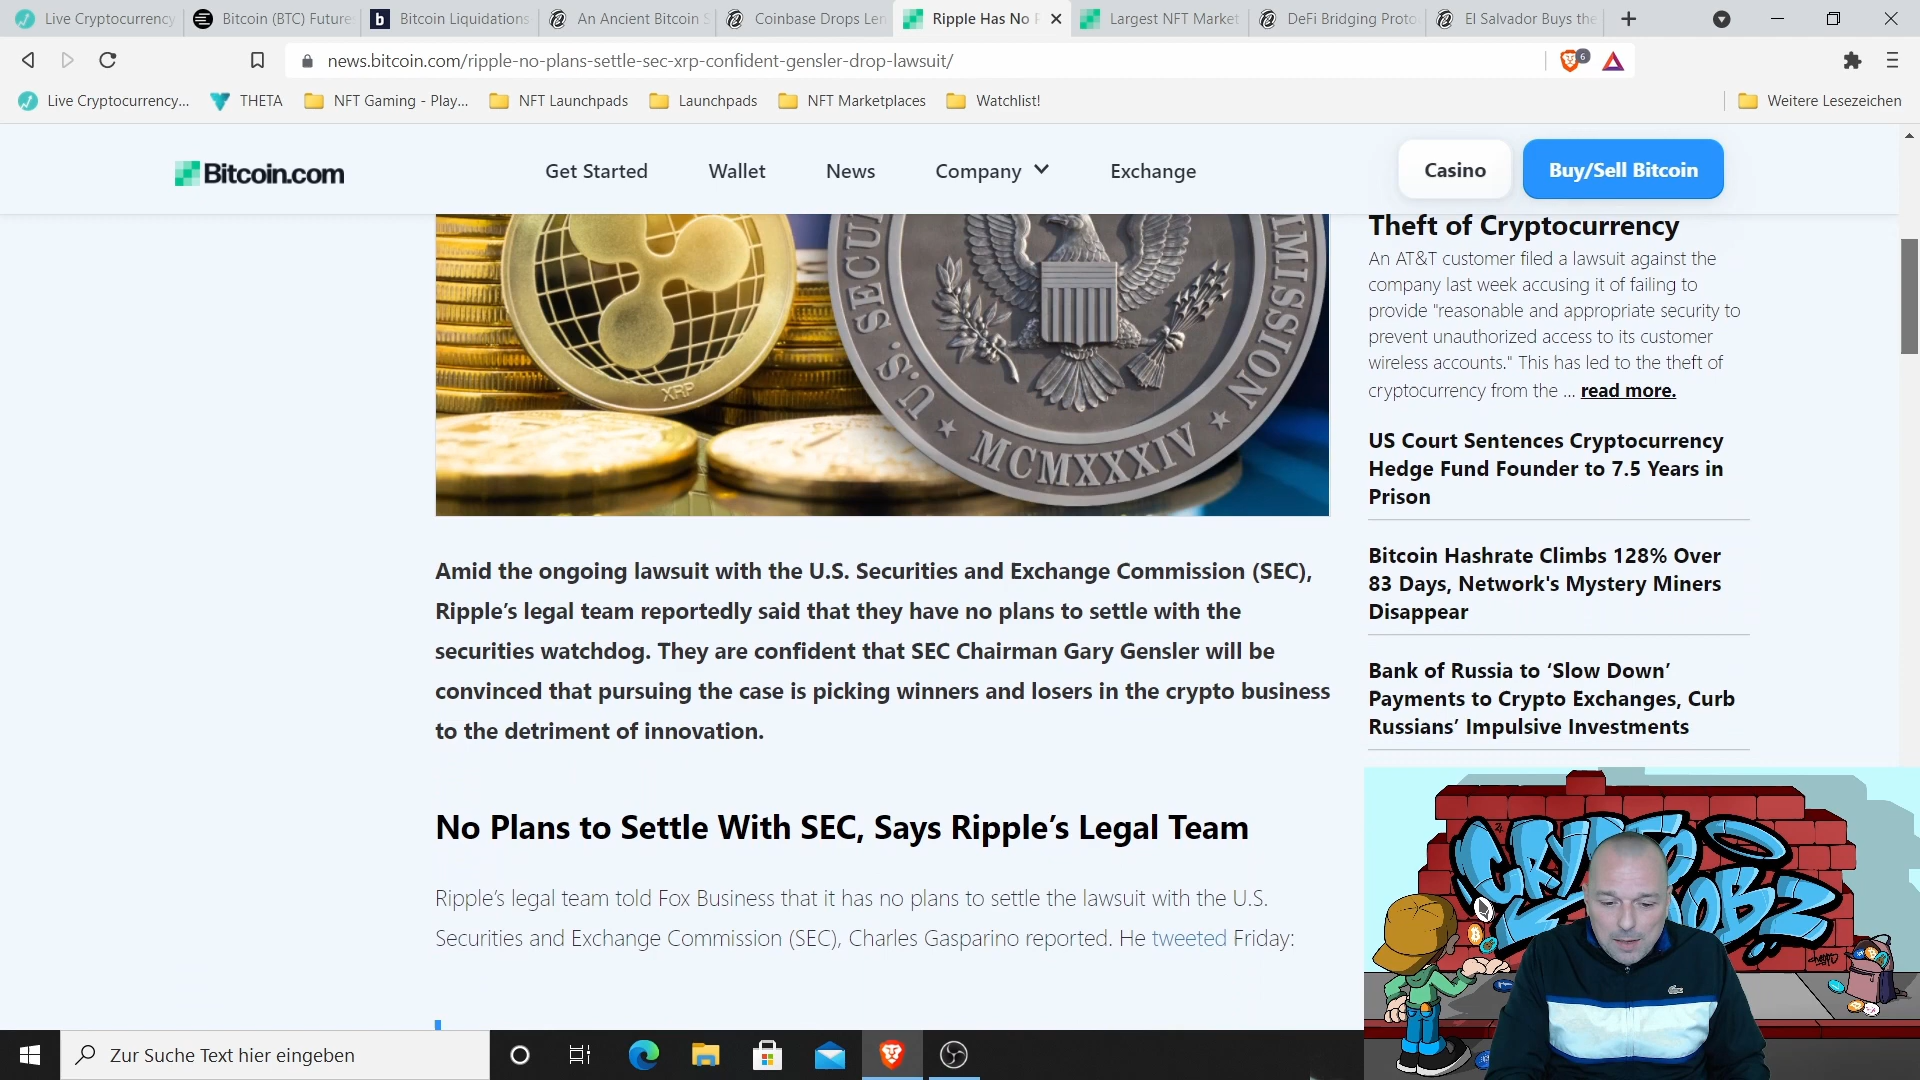 Live Cryptocurrency
Bitcoin (BTC) Future
Bitcoin Liquidations
An Ancient Bitcoin S
Coinbase Drops Len
Ripple Has No P
Largest NFT Market
DeFi Bridging Proto
El Salvador Buys the
news.bitcoin.com/ripple-no-plans-settle-sec-xrp-confident-gensler-drop-lawsuit/
6
Live Cryptocurrency...
THETA
NFT Gaming - Play...
NFT Launchpads
Launchpads
NFT Marketplaces
Watchlist!
Weitere Lesezeichen
Bitcoin.com
Get Started
Wallet
News
Company
Exchange
Casino
Buy/Sell Bitcoin
XRP
U.S. SECU
MMISSION
MCMXXXIV
Amid the ongoing lawsuit with the U.S. Securities and Exchange Commission (SEC),
Ripple’s legal team reportedly said that they have no plans to settle with the
securities watchdog. They are confident that SEC Chairman Gary Gensler will be
convinced that pursuing the case is picking winners and losers in the crypto business
to the detriment of innovation.
No Plans to Settle With SEC, Says Ripple’s Legal Team
Ripple’s legal team told Fox Business that it has no plans to settle the lawsuit with the U.S.
Securities and Exchange Commission (SEC), Charles Gasparino reported. He tweeted Friday:
Theft of Cryptocurrency
An AT&T customer filed a lawsuit against the
company last week accusing it of failing to
provide "reasonable and appropriate security to
prevent unauthorized access to its customer
wireless accounts." This has led to the theft of
cryptocurrency from the ... read more.
US Court Sentences Cryptocurrency
Hedge Fund Founder to 7.5 Years in
Prison
Bitcoin Hashrate Climbs 128% Over
83 Days, Network's Mystery Miners
Disappear
Bank of Russia to ‘Slow Down’
Payments to Crypto Exchanges, Curb
Russians’ Impulsive Investments
Zur Suche Text hier eingeben